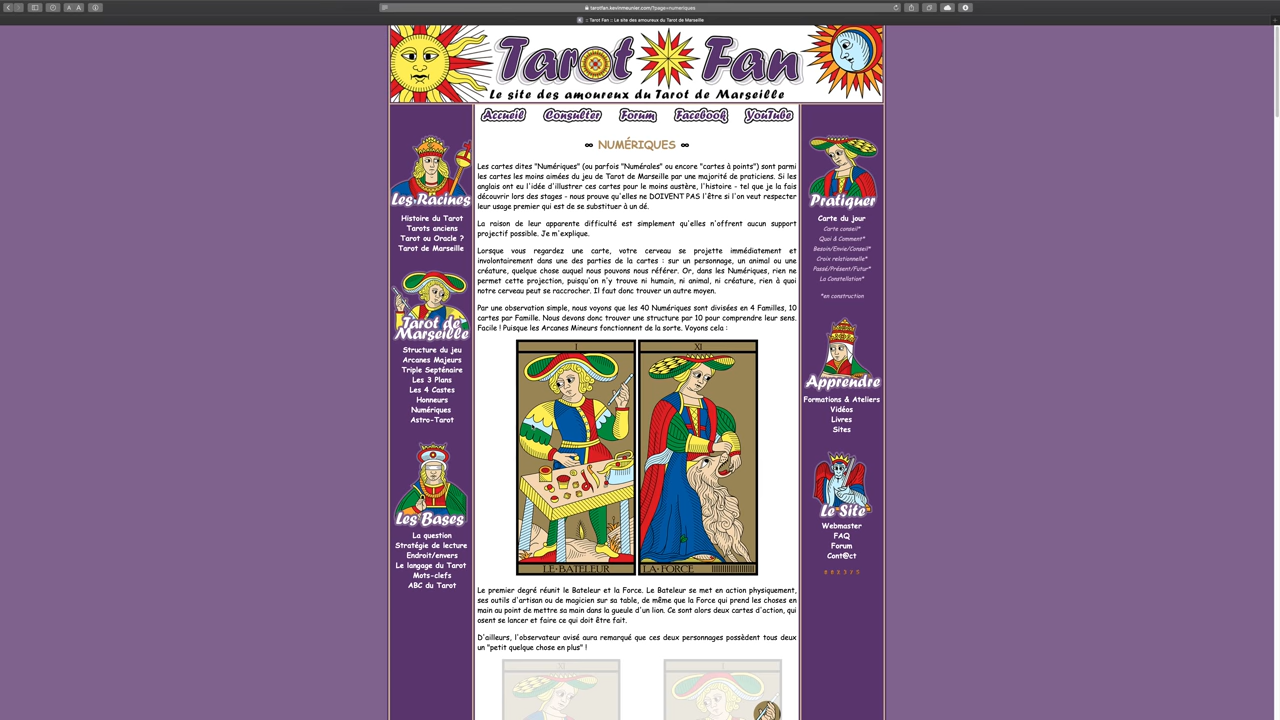 tarotfan.kevinmeunier.com/?page=numeriques
:: Tarot Fan :: Le site des amoureux du Tarot de Marseille
Tarot Fan
Le site des amoureux du Tarot de Marseille
Accueil Consulter Forum Facebook YouTube
Les Racines
Histoire du Tarot
Tarots anciens
Tarot ou Oracle ?
Tarot de Marseille
Tarot de Marseille
Structure du jeu
Arcanes Majeurs
Triple Septénaire
Les 3 Plans
Les 4 Castes
Honneurs
Numériques
Astro-Tarot
Les Bases
La question
Stratégie de lecture
Endroit/envers
Le langage du Tarot
Mots-clefs
ABC du Tarot
∞ NUMÉRIQUES ∞
Les cartes dites "Numériques" (ou parfois "Numérales" ou encore "cartes à points") sont parmi
les cartes les moins aimées du jeu de Tarot de Marseille par une majorité de praticiens. Si les
anglais ont eu l'idée d'illustrer ces cartes pour le moins austère, l'histoire - tel que je la fais
découvrir lors des stages - nous prouve qu'elles ne DOIVENT PAS l'être si l'on veut respecter
leur usage premier qui est de se substituer à un dé.
La raison de leur apparente difficulté est simplement qu'elles n'offrent aucun support
projectif possible. Je m'explique.
Lorsque vous regardez une carte, votre cerveau se projette immédiatement et
involontairement dans une des parties de la cartes : sur un personnage, un animal ou une
créature, quelque chose auquel nous pouvons nous référer. Or, dans les Numériques, rien ne
permet cette projection, puisqu'on n'y trouve ni humain, ni animal, ni créature, rien à quoi
notre cerveau peut se raccrocher. Il faut donc trouver un autre moyen.
Par une observation simple, nous voyons que les 40 Numériques sont divisées en 4 Familles, 10
cartes par Famille. Nous devons donc trouver une structure par 10 pour comprendre leur sens.
Facile ! Puisque les Arcanes Mineurs fonctionnent de la sorte. Voyons cela :
I XI
LE·BATELEUR LA·FORCE
Le premier degré réunit le Bateleur et la Force. Le Bateleur se met en action physiquement,
ses outils d'artisan ou de magicien sur sa table, de même que la Force qui prend les choses en
main au point de mettre sa main dans la gueule d'un lion. Ce sont alors deux cartes d'action, qui
osent se lancer et faire ce qui doit être fait.
D'ailleurs, l'observateur avisé aura remarqué que ces deux personnages possèdent tous deux
un "petit quelque chose en plus" !
XI I
Pratiquer
Carte du jour
Carte conseil*
Quoi & Comment*
Besoin/Envie/Conseil*
Croix relationnelle*
Passé/Présent/Futur*
La Constellation*
*en construction
Apprendre
Formations & Ateliers
Vidéos
Livres
Sites
Le Site
Webmaster
FAQ
Forum
Cont@ct